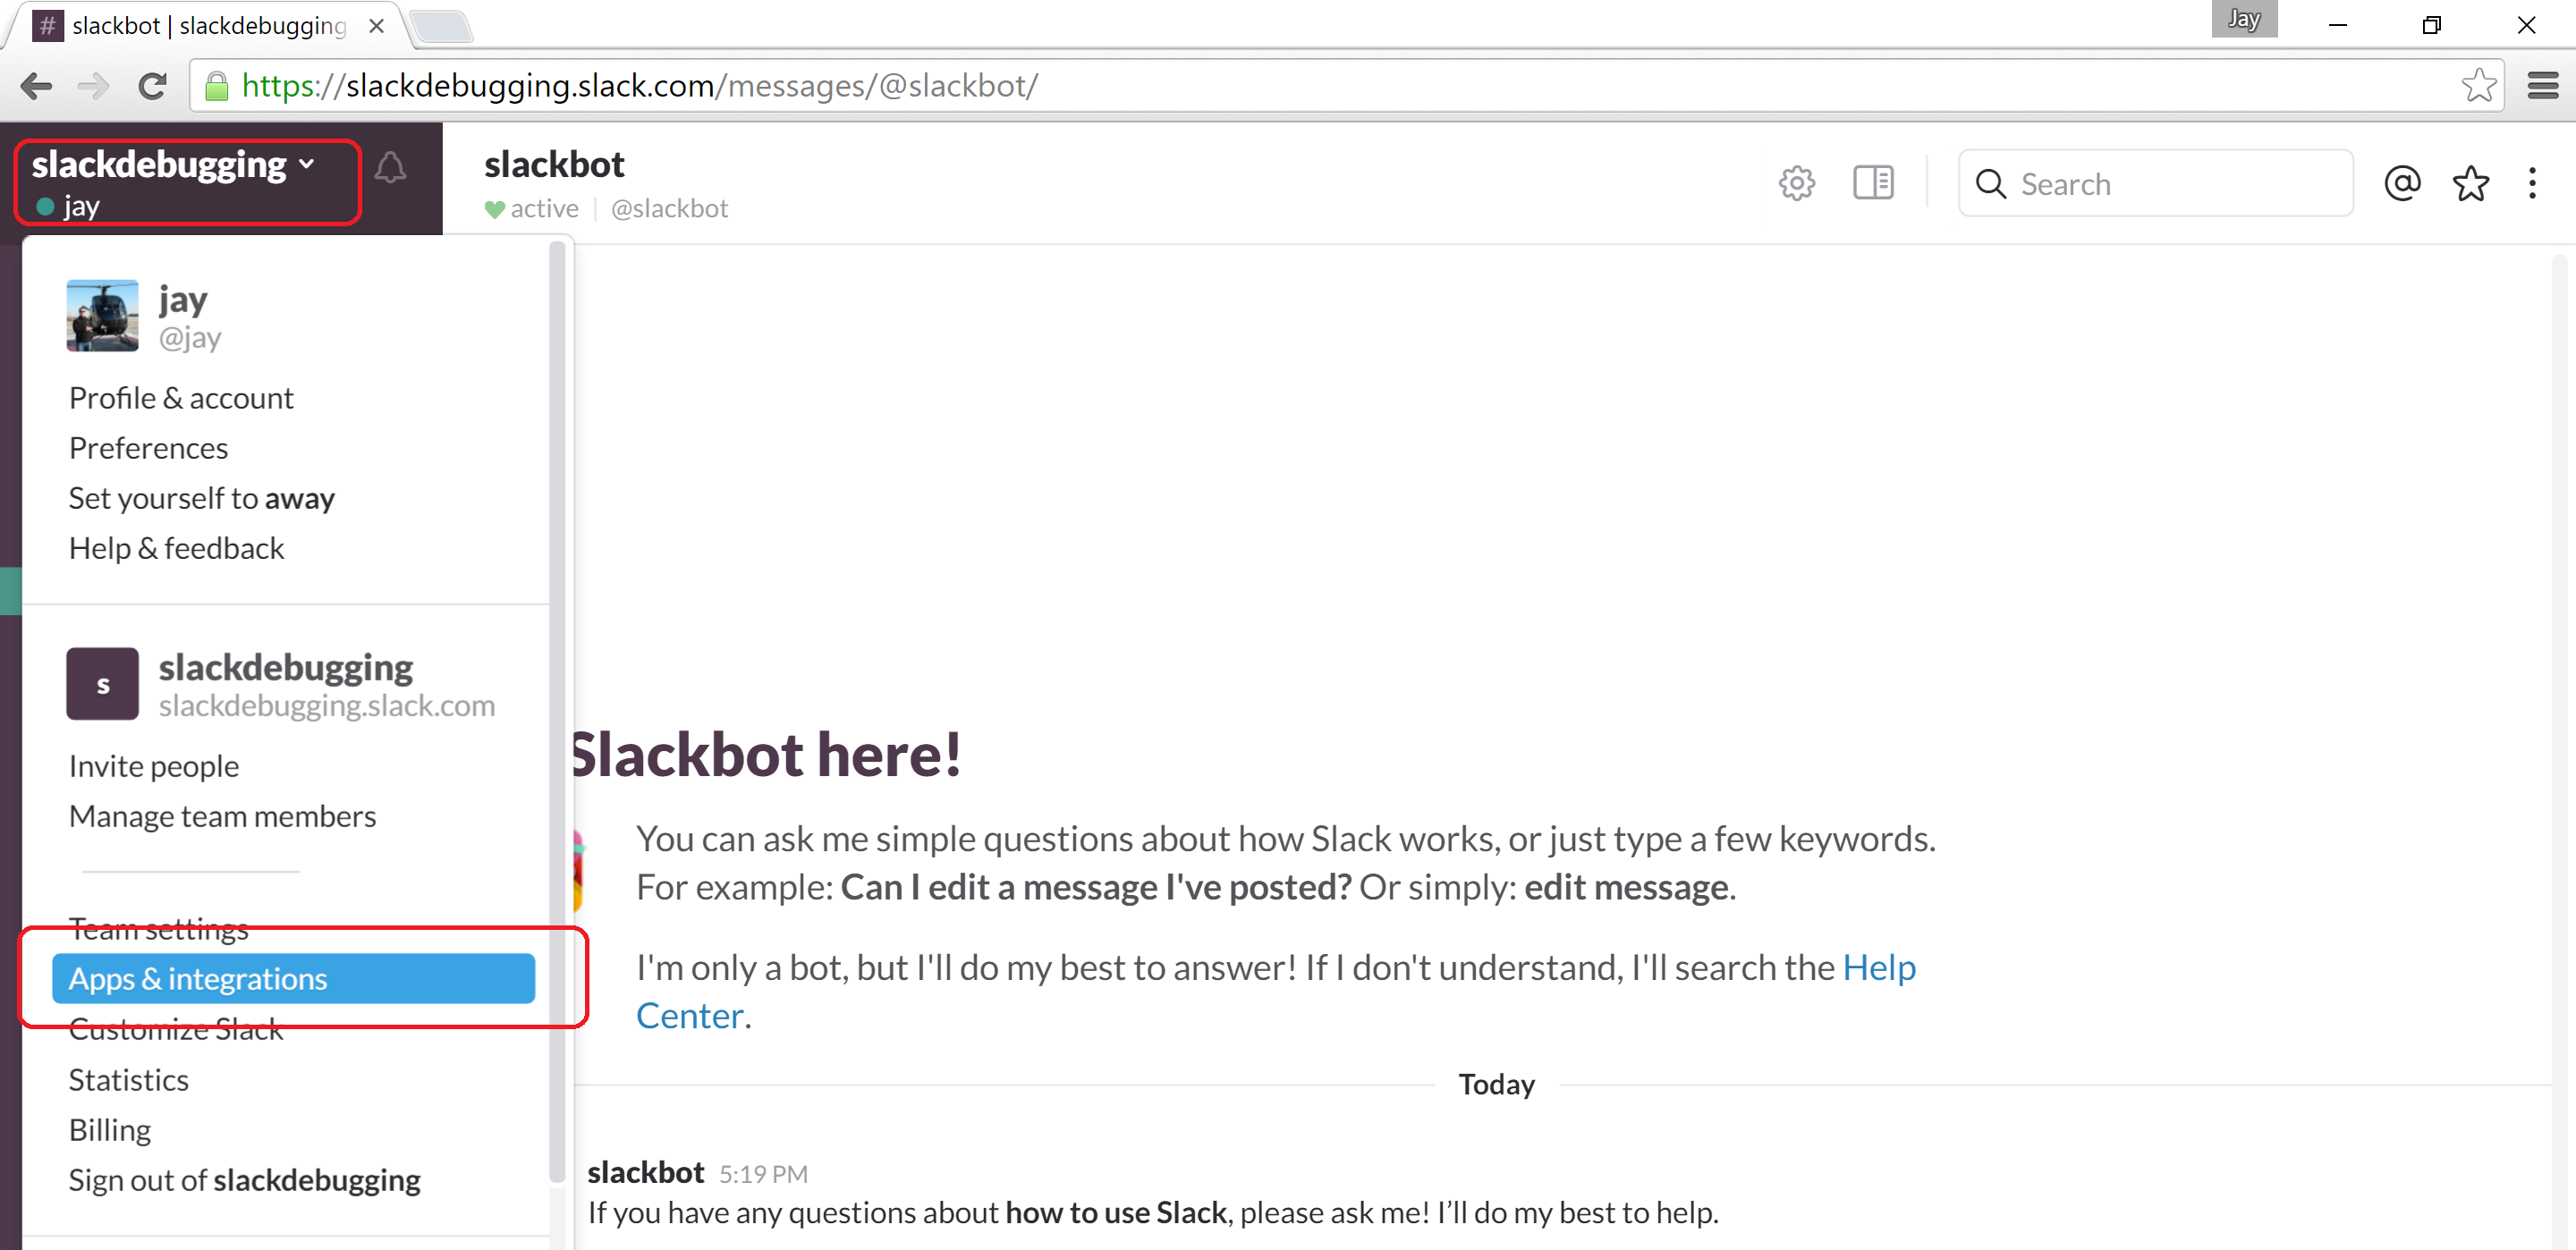 slackbot | slackdebugging
Jay
https://slackdebugging.slack.com/messages/@slackbot/
slackdebugging
jay
slackbot
active | @slackbot
Search
jay
@jay
Profile & account
Preferences
Set yourself to away
Help & feedback
s
slackdebugging
slackdebugging.slack.com
Invite people
Manage team members
Team settings
Apps & integrations
Customize Slack
Statistics
Billing
Sign out of slackdebugging
Slackbot here!
You can ask me simple questions about how Slack works, or just type a few keywords.
For example: Can I edit a message I've posted? Or simply: edit message.
I'm only a bot, but I'll do my best to answer! If I don't understand, I'll search the Help
Center.
Today
slackbot 5:19 PM
If you have any questions about how to use Slack, please ask me! I’ll do my best to help.